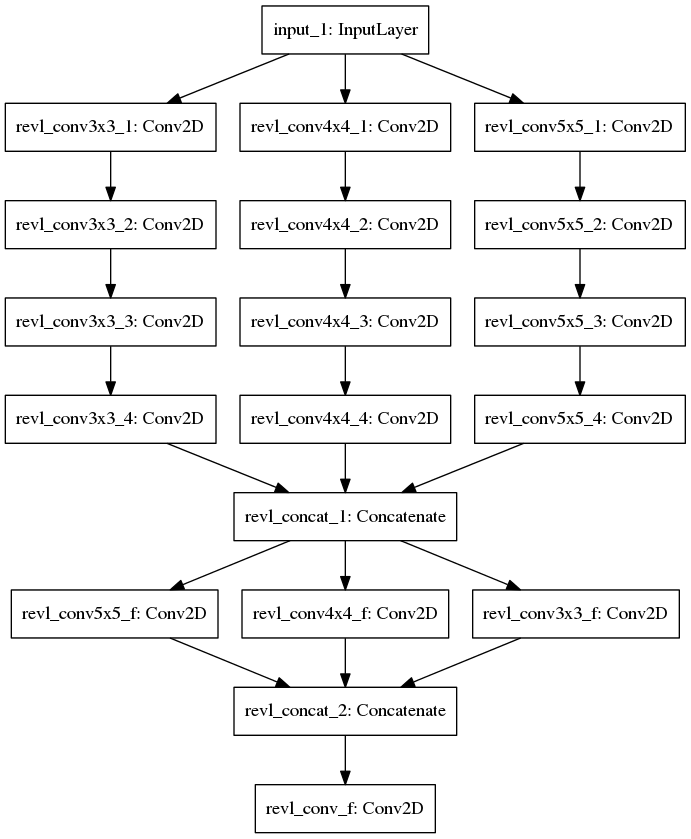 input_1: InputLayer
revl_conv3x3_1: Conv2D
revl_conv4x4_1: Conv2D
revl_conv5x5_1: Conv2D
revl_conv3x3_2: Conv2D
revl_conv4x4_2: Conv2D
revl_conv5x5_2: Conv2D
revl_conv3x3_3: Conv2D
revl_conv4x4_3: Conv2D
revl_conv5x5_3: Conv2D
revl_conv3x3_4: Conv2D
revl_conv4x4_4: Conv2D
revl_conv5x5_4: Conv2D
revl_concat_1: Concatenate
revl_conv5x5_f: Conv2D
revl_conv4x4_f: Conv2D
revl_conv3x3_f: Conv2D
revl_concat_2: Concatenate
revl_conv_f: Conv2D